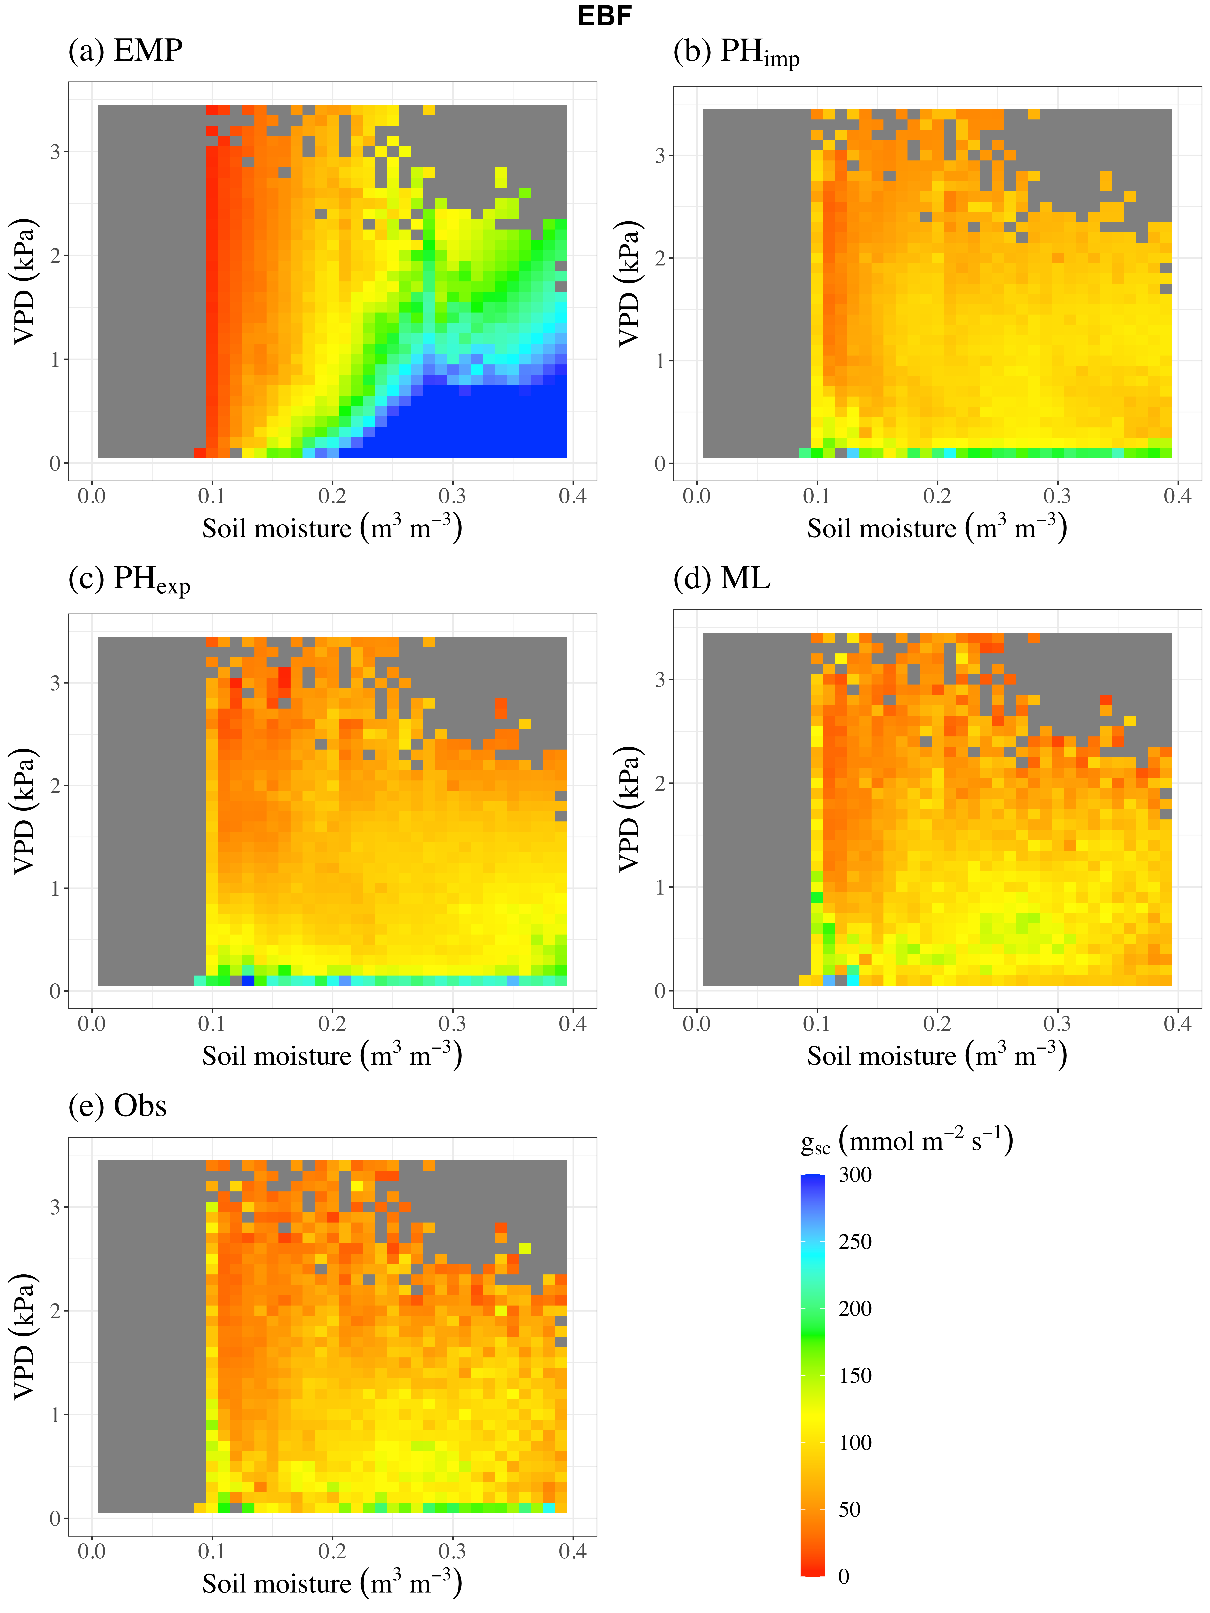 EBF
(a) EMP
(b) PHimp
3
2
1
0
VPD (kPa)
0.0 0.1 0.2 0.3 0.4
Soil moisture (m³ m⁻³)
3
2
1
0
VPD (kPa)
0.0 0.1 0.2 0.3 0.4
Soil moisture (m³ m⁻³)
(c) PHexp
(d) ML
3
2
1
0
VPD (kPa)
0.0 0.1 0.2 0.3 0.4
Soil moisture (m³ m⁻³)
3
2
1
0
VPD (kPa)
0.0 0.1 0.2 0.3 0.4
Soil moisture (m³ m⁻³)
(e) Obs
3
2
1
0
VPD (kPa)
0.0 0.1 0.2 0.3 0.4
Soil moisture (m³ m⁻³)
gsc (mmol m⁻² s⁻¹)
300
250
200
150
100
50
0